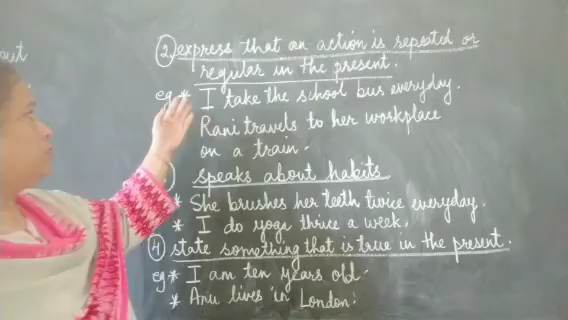 out
② express that an action is repeated or
regular in the present.
eg * I take the school bus everyday.
Rani travels to her workplace
on a train.
) speaks about habits
* She brushes her teeth twice everyday.
* I do yoga thrice a week.
④ state something that is true in the present.
eg * I am ten years old.
* Anu lives in London.